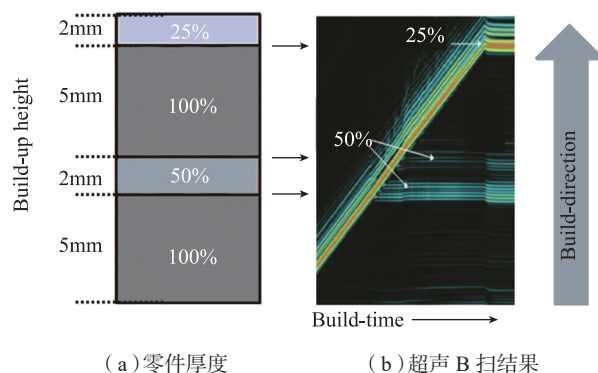 Build-up height
2mm
25%
5mm
100%
2mm
50%
5mm
100%
25%
50%
Build-direction
Build-time
（a）零件厚度
（b）超声 B 扫结果